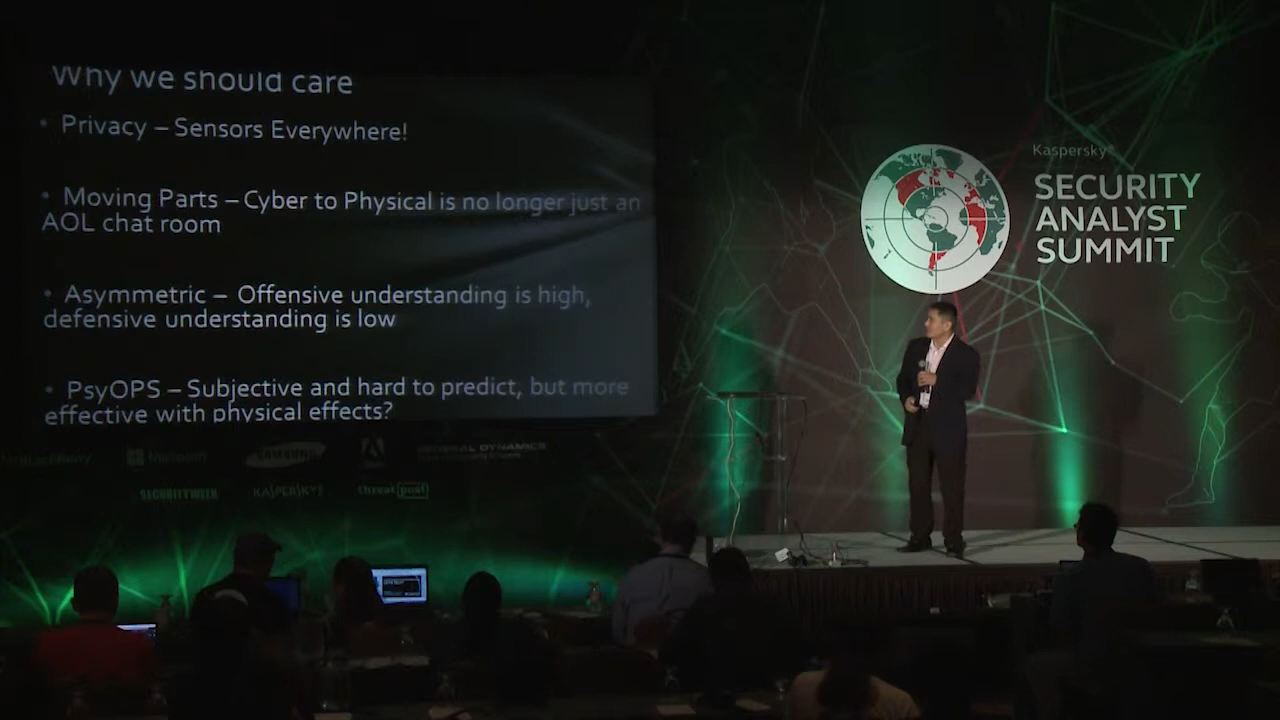 Why we should care
• Privacy – Sensors Everywhere!
• Moving Parts – Cyber to Physical is no longer just an
AOL chat room
• Asymmetric – Offensive understanding is high,
defensive understanding is low
• PsyOPS – Subjective and hard to predict, but more
effective with physical effects?
Kaspersky®
SECURITY
ANALYST
SUMMIT
BlackBerry
Microsoft
SAMSUNG
GENERAL DYNAMICS
SECURITYWEEK
KASPERSKY
threatpost